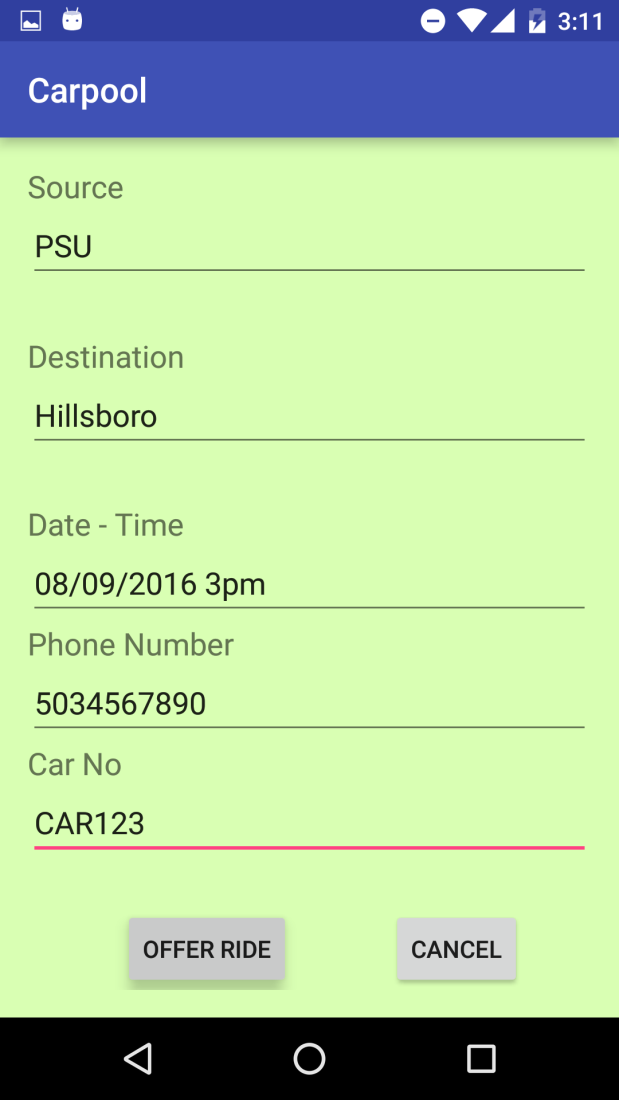 3:11
Carpool
Source
PSU
Destination
Hillsboro
Date - Time
08/09/2016 3pm
Phone Number
5034567890
Car No
CAR123
OFFER RIDE CANCEL